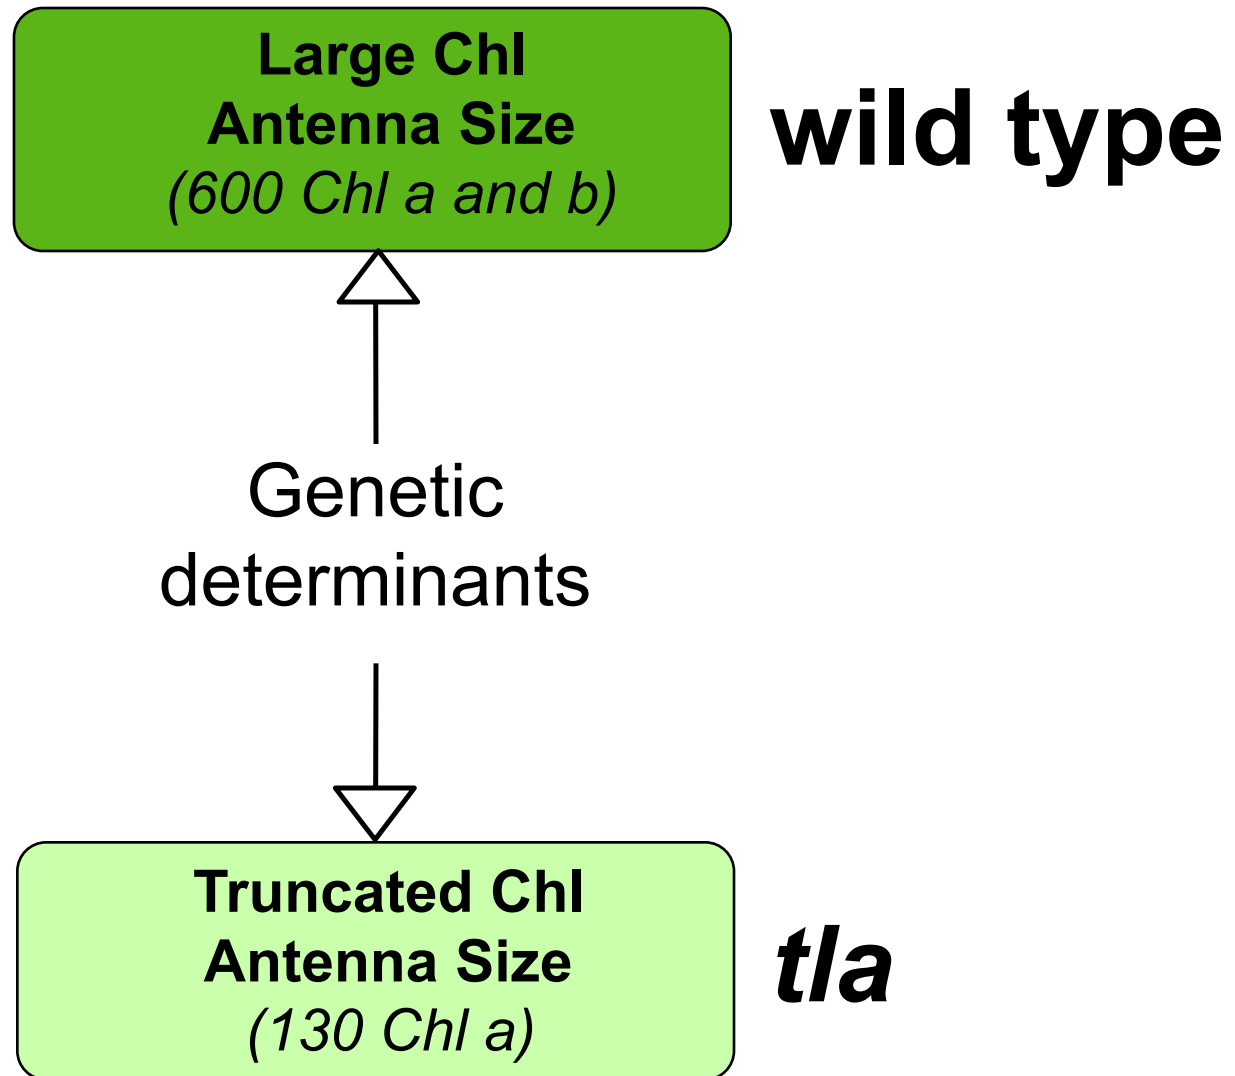 Large Chl
Antenna Size
(600 Chl a and b)
wild type
Genetic
determinants
Truncated Chl
Antenna Size
(130 Chl a)
tla